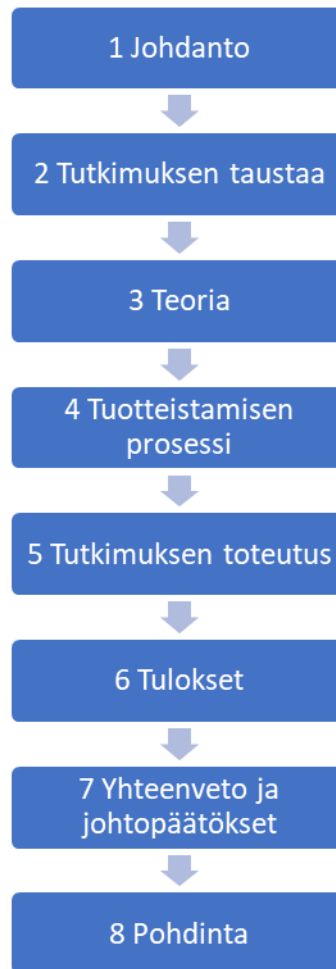 1 Johdanto
2 Tutkimuksen taustaa
3 Teoria
4 Tuotteistamisen
prosessi
5 Tutkimuksen toteutus
6 Tulokset
7 Yhteenveto ja
johtopäätökset
8 Pohdinta